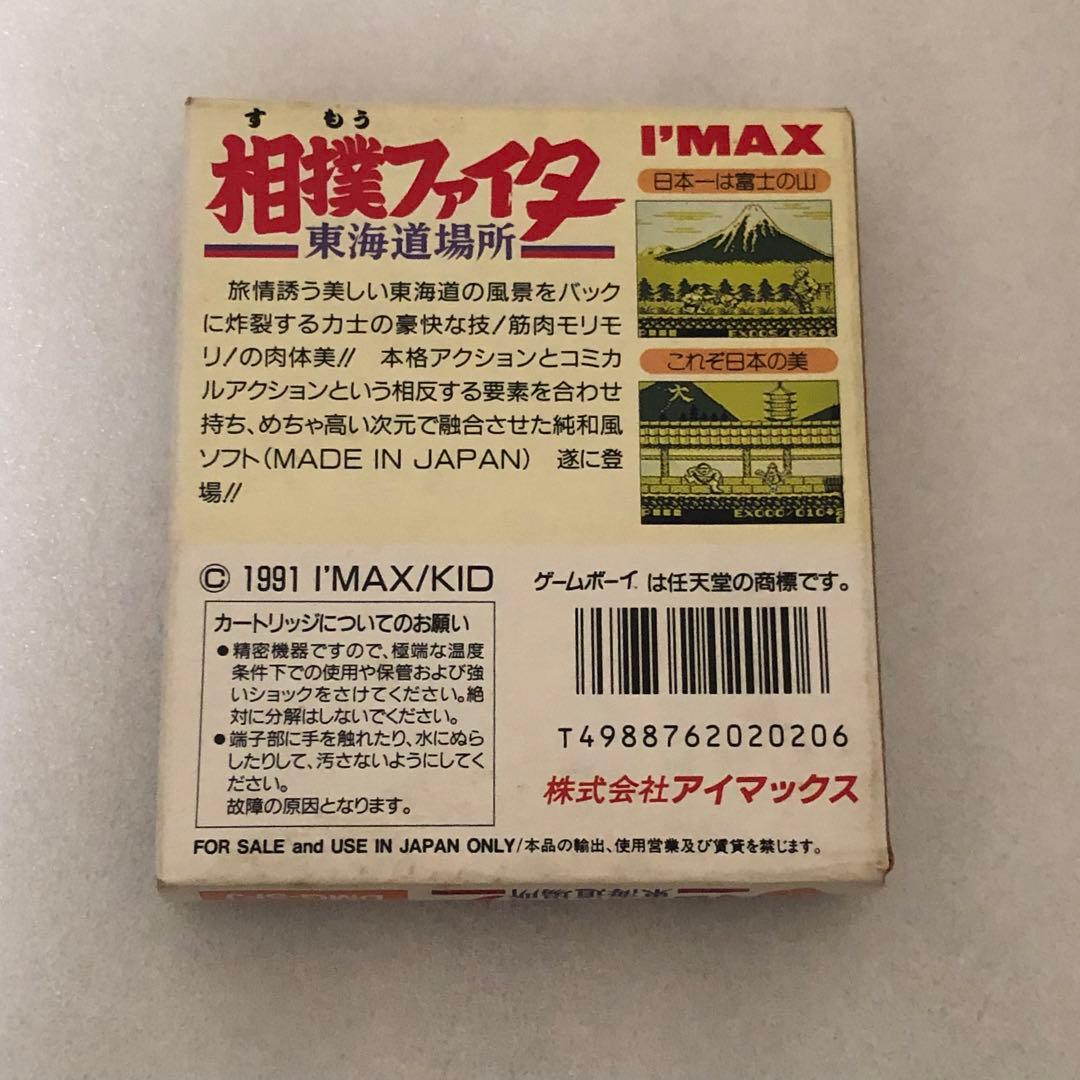 すもう
相撲ファイター
東海道場所
旅情誘う美しい東海道の風景をバック
に炸裂する力士の豪快な技!筋肉モリモ
リ!の肉体美!! 本格アクションとコミカ
ルアクションという相反する要素を合わせ
持ち、めちゃ高い次元で融合させた純和風
ソフト(MADE IN JAPAN) 遂に登
場!!
I'MAX
日本一は富士の山
これぞ日本の美
大
© 1991 I'MAX/KID
ゲームボーイは任天堂の商標です。
カートリッジについてのお願い
●精密機器ですので、極端な温度
条件下での使用や保管および強
いショックをさけてください。絶
対に分解はしないでください。
●端子部に手を触れたり、水にぬら
したりして、汚さないようにしてく
ださい。
故障の原因となります。
T4988762020206
株式会社アイマックス
FOR SALE and USE IN JAPAN ONLY/本品の輸出、使用営業及び賃貸を禁じます。
東海道場所